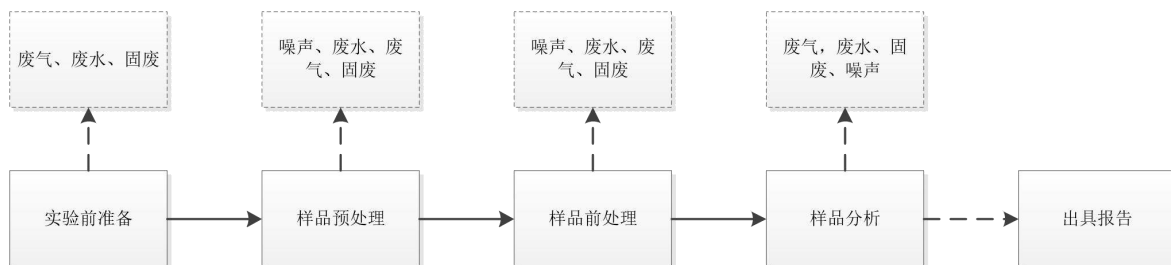 废气、废水、固废
噪声、废水、废
气、固废
噪声、废水、废
气、固废
废气，废水、固
废、噪声
实验前准备
样品预处理
样品前处理
样品分析
出具报告